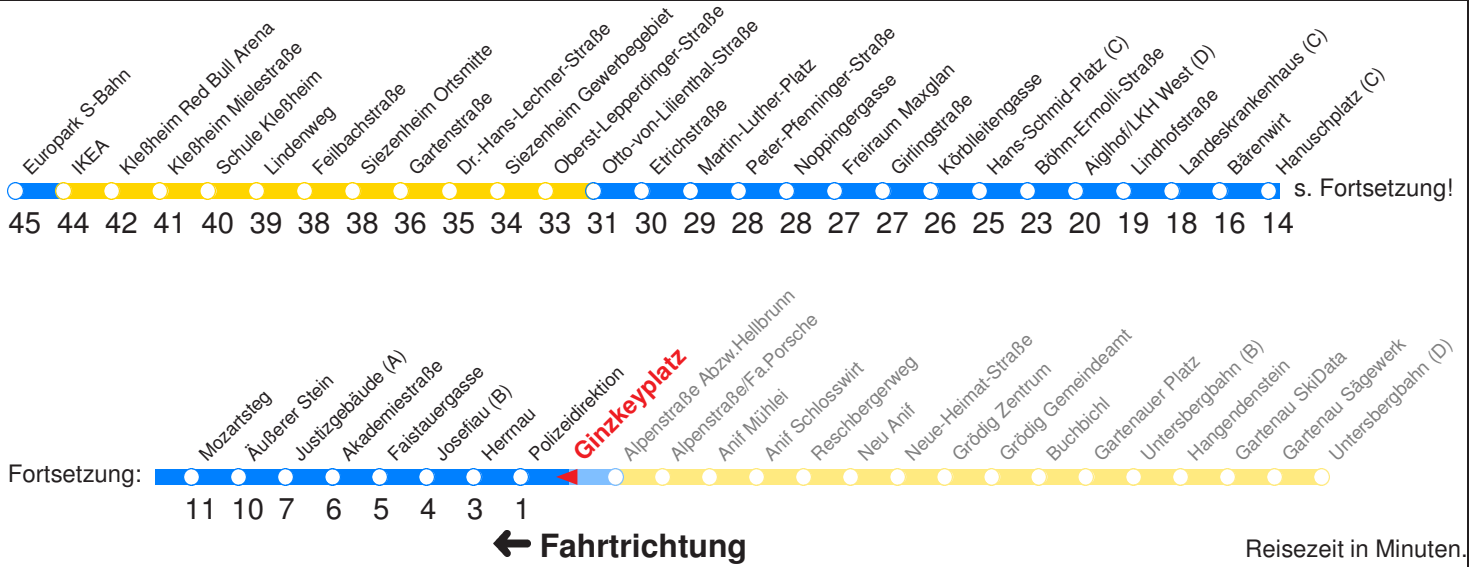 Europark S-Bahn
IKEA
Kleßheim Red Bull Arena
Kleßheim Mielestraße
Schule Kleßheim
Lindenweg
Feilbachstraße
Siezenheim Ortsmitte
Gartenstraße
Dr.-Hans-Lechner-Straße
Siezenheim Gewerbegebiet
Oberst-Lepperdinger-Straße
Otto-von-Lilienthal-Straße
Etrichstraße
Martin-Luther-Platz
Peter-Pfenninger-Straße
Noppingergasse
Freiraum Maxglan
Girlingstraße
Körblleitengasse
Hans-Schmid-Platz (C)
Böhm-Ermolli-Straße
Aiglhof/LKH West (D)
Lindhofstraße
Landeskrankenhaus (C)
Bärenwirt
Hanuschplatz (C)
s. Fortsetzung!
45 44 42 41 40 39 38 38 36 35 34 33 31 30 29 28 28 27 27 26 25 23 20 19 18 16 14
Fortsetzung:
Mozartsteg
Äußerer Stein
Justizgebäude (A)
Akademiestraße
Faistauergasse
Josefiau (B)
Herrnau
Polizeidirektion
Ginzkeyplatz
Alpenstraße Abzw.Hellbrunn
Alpenstraße/Fa.Porsche
Anif Mühlei
Anif Schlosswirt
Reschbergerweg
Neu Anif
Neue-Heimat-Straße
Grödig Zentrum
Grödig Gemeindeamt
Buchbichl
Gartenauer Platz
Untersbergbahn (B)
Hangendenstein
Gartenau SkiData
Gartenau Sägewerk
Untersbergbahn (D)
11 10 7 6 5 4 3 1
Fahrtrichtung
Reisezeit in Minuten.